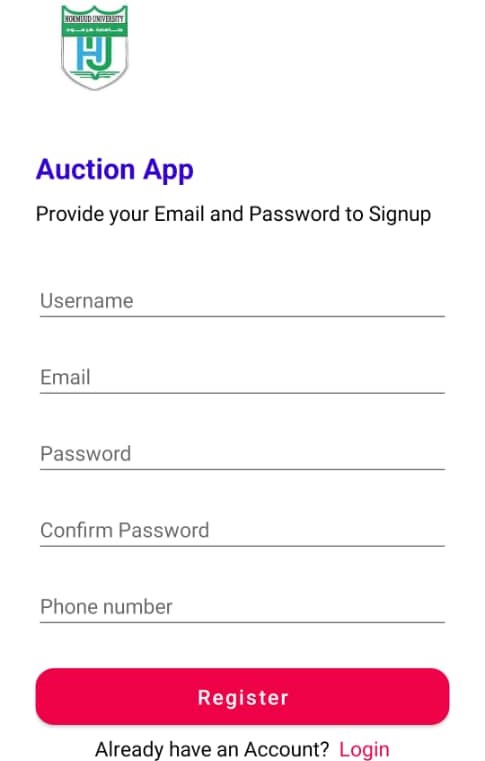 HORMUUD UNIVERSITY
جامعة هرمود
HU
Auction App
Provide your Email and Password to Signup
Username
Email
Password
Confirm Password
Phone number
Register
Already have an Account? Login